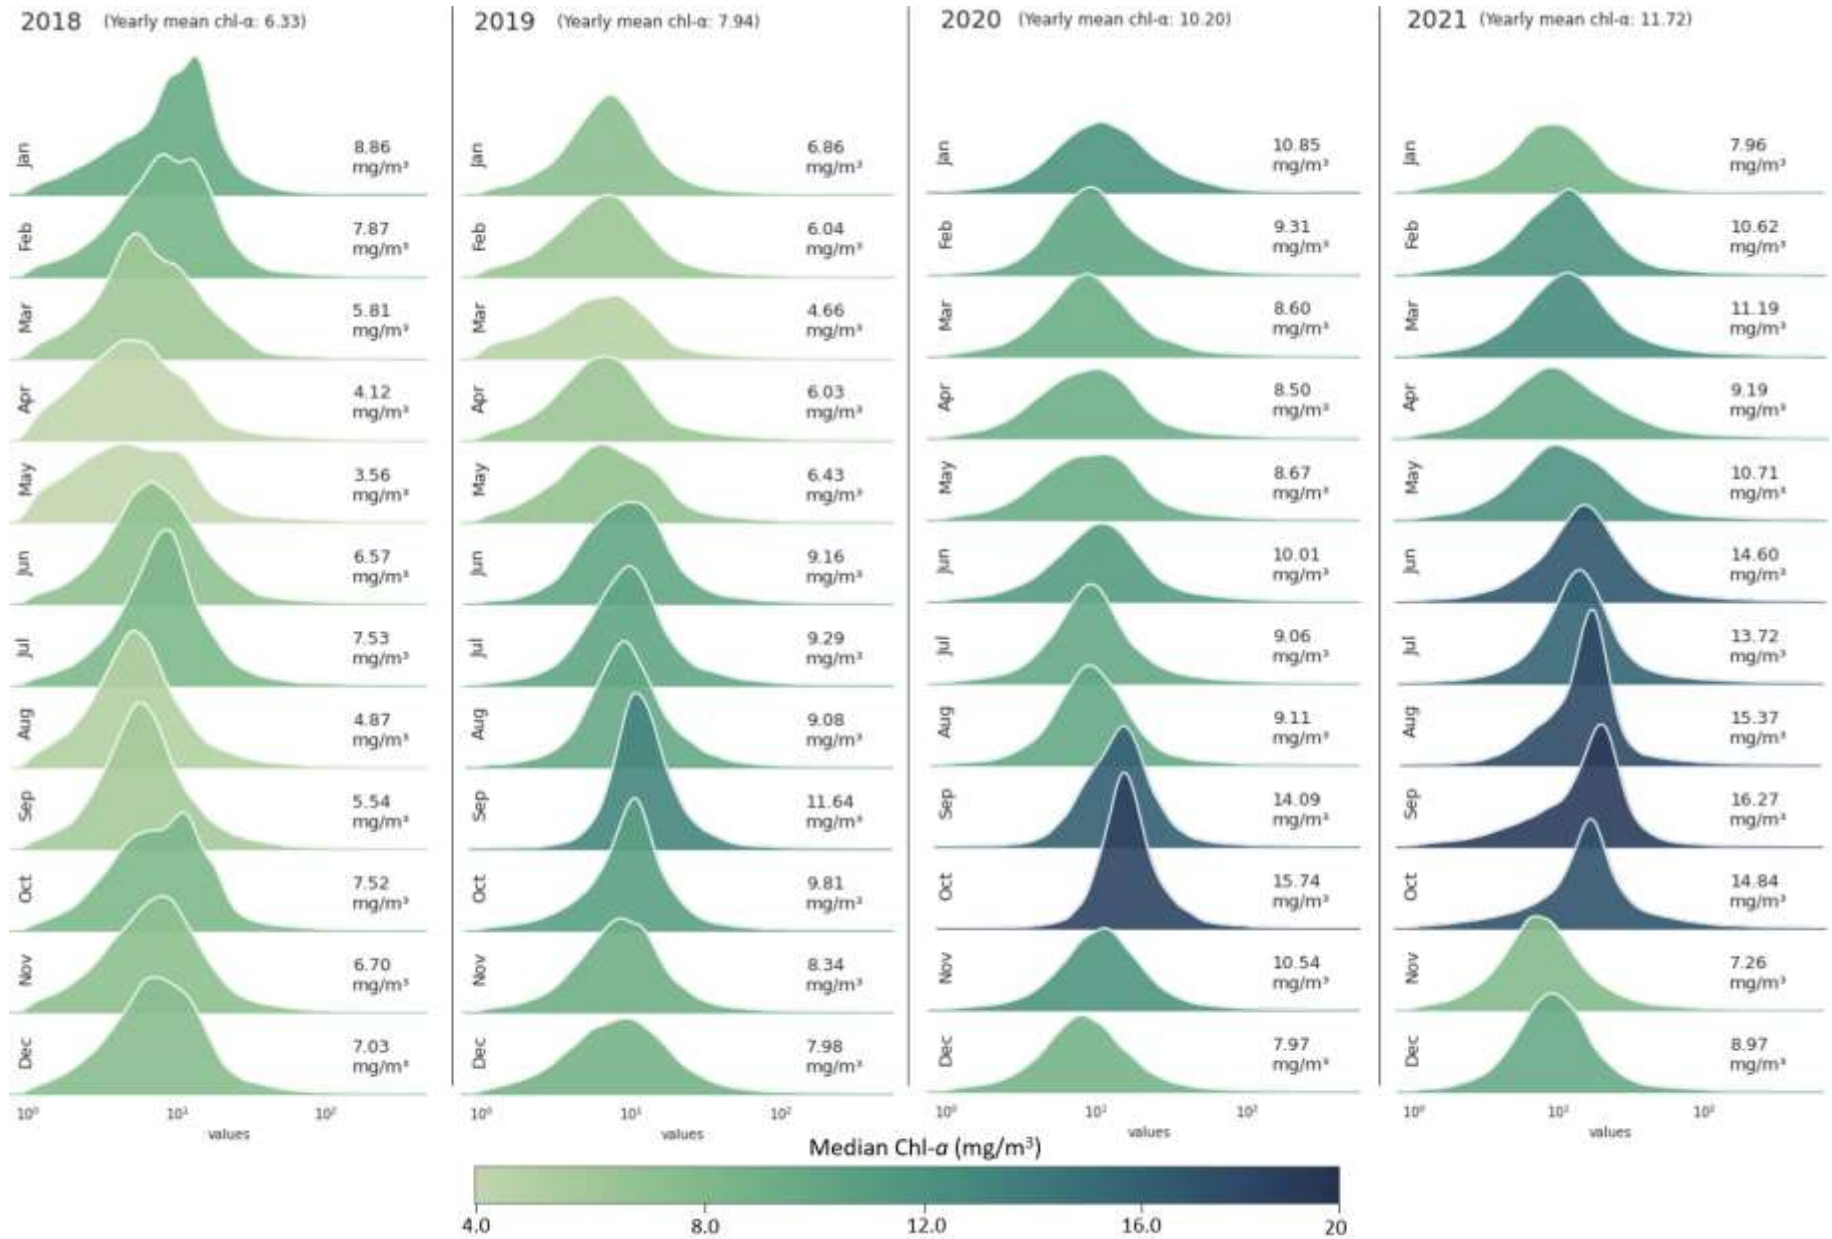 2018 (Yearly mean chl-α: 6.33)
Jan 8.86
mg/m³
Feb 7.87
mg/m³
Mar 5.81
mg/m³
Apr 4.12
mg/m³
May 3.56
mg/m³
Jun 6.57
mg/m³
Jul 7.53
mg/m³
Aug 4.87
mg/m³
Sep 5.54
mg/m³
Oct 7.52
mg/m³
Nov 6.70
mg/m³
Dec 7.03
mg/m³
10⁰ 10¹ 10²
values
2019 (Yearly mean chl-α: 7.94)
Jan 6.86
mg/m³
Feb 6.04
mg/m³
Mar 4.66
mg/m³
Apr 6.03
mg/m³
May 6.43
mg/m³
Jun 9.16
mg/m³
Jul 9.29
mg/m³
Aug 9.08
mg/m³
Sep 11.64
mg/m³
Oct 9.81
mg/m³
Nov 8.34
mg/m³
Dec 7.98
mg/m³
10⁰ 10¹ 10²
values
2020 (Yearly mean chl-α: 10.20)
Jan 10.85
mg/m³
Feb 9.31
mg/m³
Mar 8.60
mg/m³
Apr 8.50
mg/m³
May 8.67
mg/m³
Jun 10.01
mg/m³
Jul 9.06
mg/m³
Aug 9.11
mg/m³
Sep 14.09
mg/m³
Oct 15.74
mg/m³
Nov 10.54
mg/m³
Dec 7.97
mg/m³
10⁰ 10¹ 10²
values
2021 (Yearly mean chl-α: 11.72)
Jan 7.96
mg/m³
Feb 10.62
mg/m³
Mar 11.19
mg/m³
Apr 9.19
mg/m³
May 10.71
mg/m³
Jun 14.60
mg/m³
Jul 13.72
mg/m³
Aug 15.37
mg/m³
Sep 16.27
mg/m³
Oct 14.84
mg/m³
Nov 7.26
mg/m³
Dec 8.97
mg/m³
10⁰ 10¹ 10²
values
Median Chl-α (mg/m³)
4.0 8.0 12.0 16.0 20